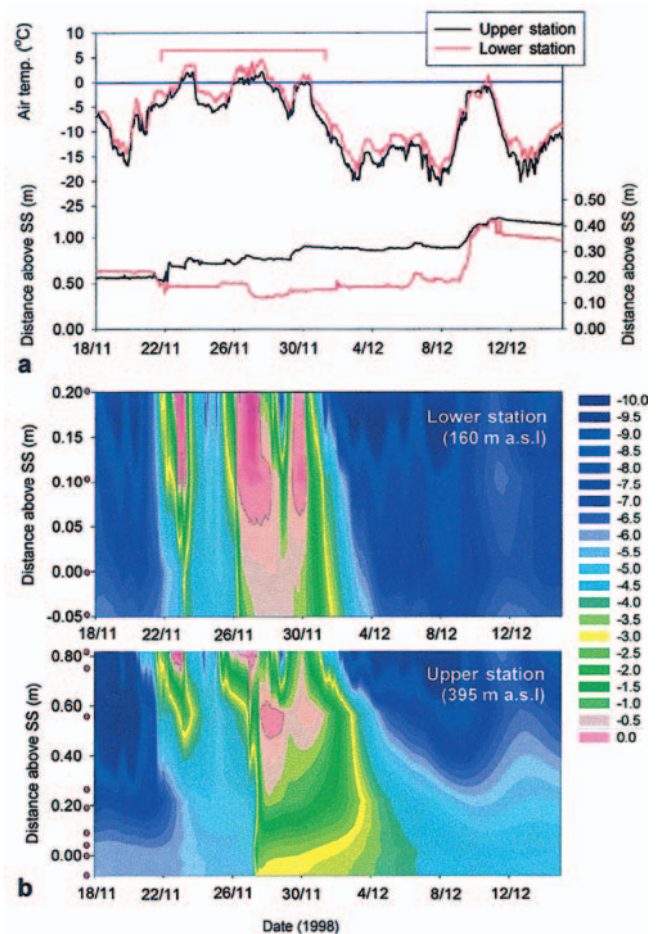 Upper station
Lower station
Air temp. (°C)
10
5
0
-5
-10
-15
-20
-25
Distance above SS (m)
1.00
0.50
0.00
0.50
0.40
0.30
0.20
0.10
0.00
Distance above SS (m)
18/11 22/11 26/11 30/11 4/12 8/12 12/12
a
Lower station
(160 m a.s.l)
Distance above SS (m)
0.20
0.15
0.10
0.05
0.00
-0.05
18/11 22/11 26/11 30/11 4/12 8/12 12/12
Upper station
(395 m a.s.l)
Distance above SS (m)
0.80
0.60
0.40
0.20
0.00
18/11 22/11 26/11 30/11 4/12 8/12 12/12
b
Date (1998)
-10.0
-9.5
-9.0
-8.5
-8.0
-7.5
-7.0
-6.5
-6.0
-5.5
-5.0
-4.5
-4.0
-3.5
-3.0
-2.5
-2.0
-1.5
-1.0
-0.5
0.0